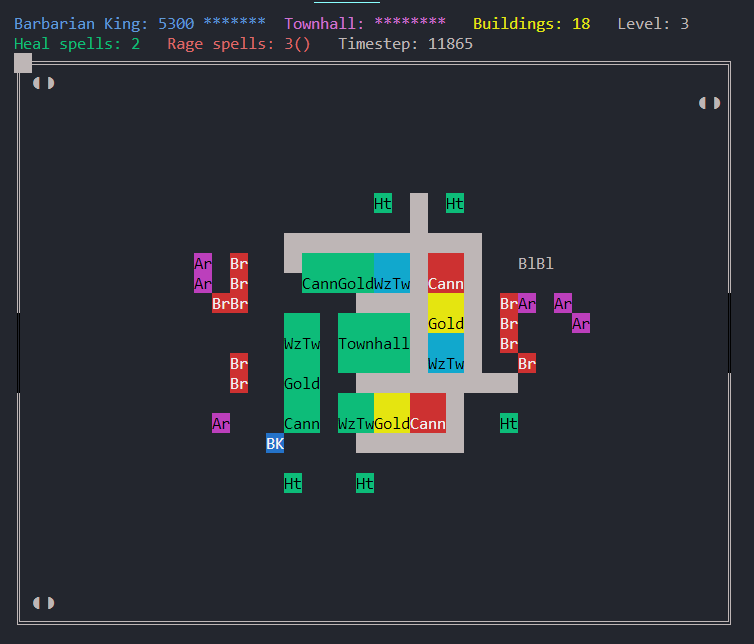 Barbarian King: 5300 ******* Townhall: ******** Buildings: 18 Level: 3
Heal spells: 2 Rage spells: 3() Timestep: 11865
Ht Ht
Ar Br BlBl
Ar Br CannGoldWzTw Cann
BrBr BrAr Ar
Gold Br Ar
WzTw Townhall Br
Br WzTw Br
Br Gold
Ar Cann WzTwGoldCann Ht
BK
Ht Ht